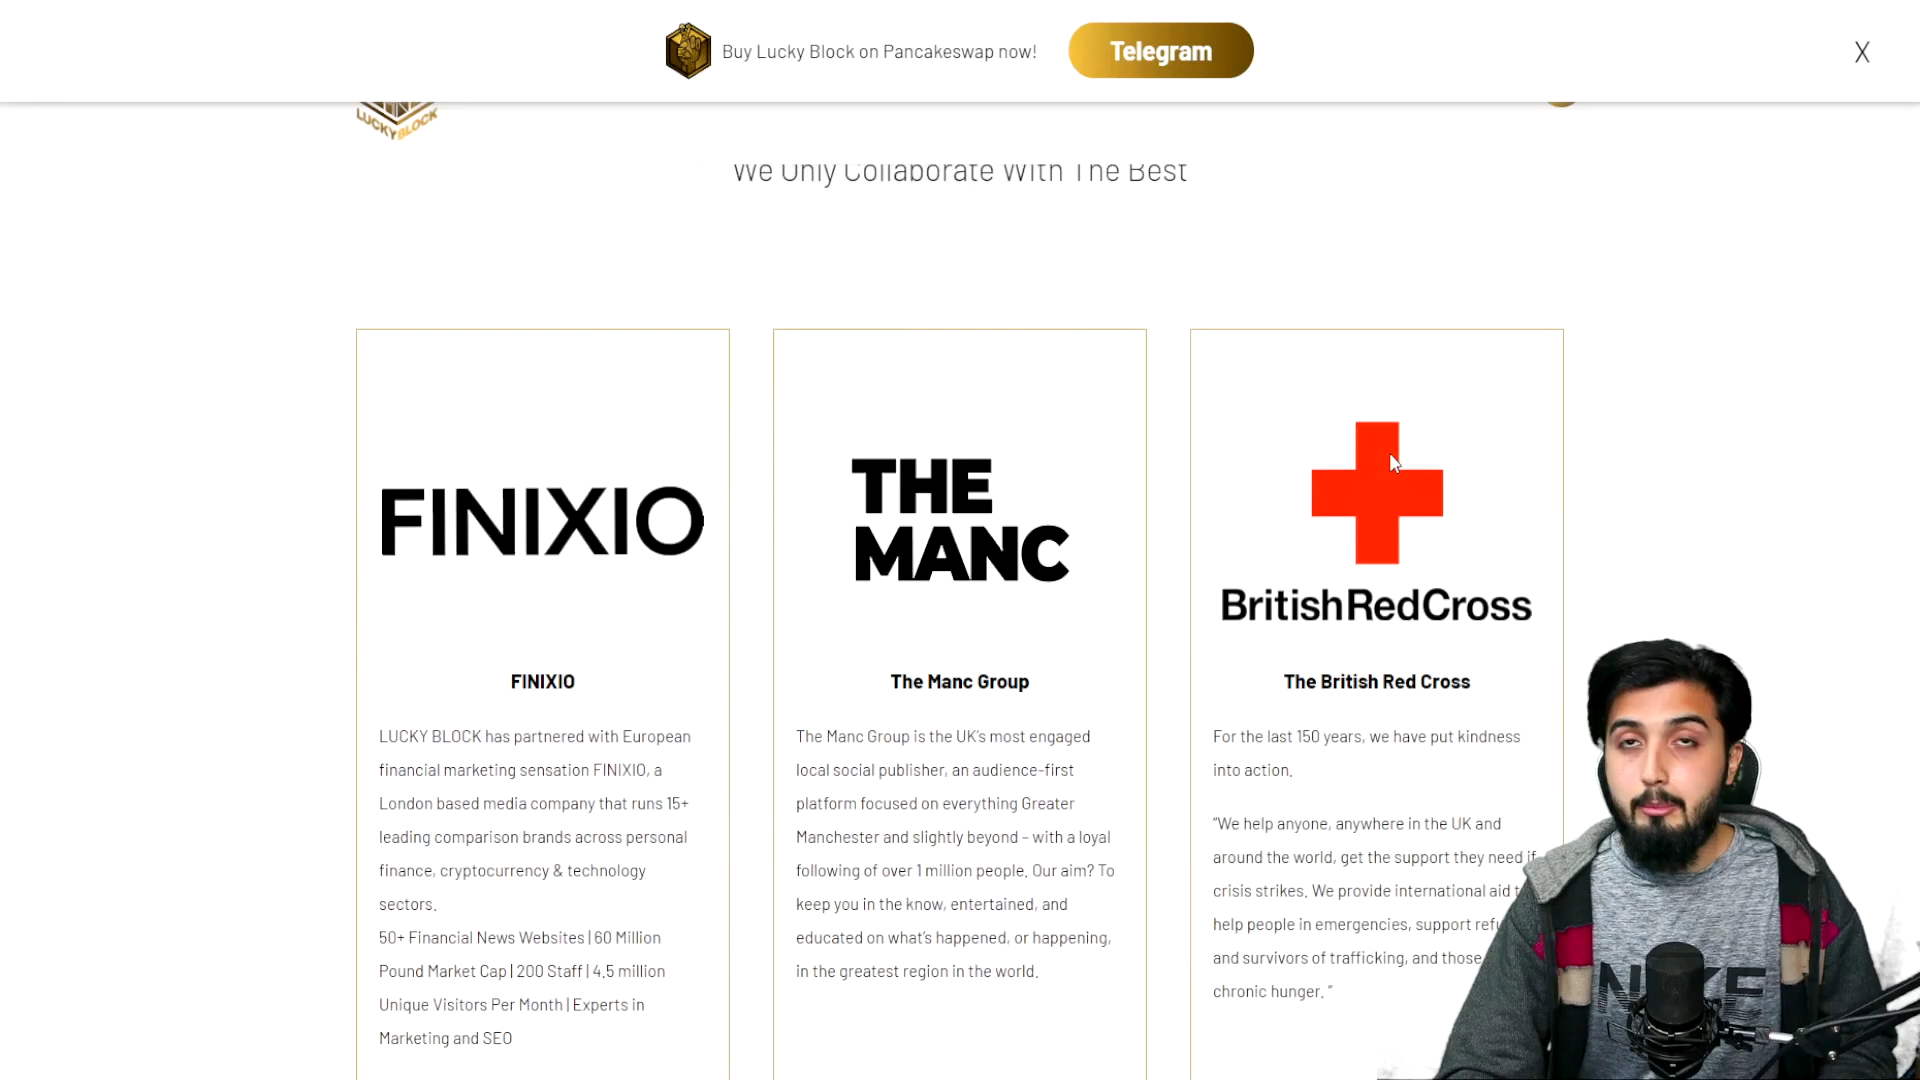 Buy Lucky Block on Pancakeswap now!
Telegram
X
LUCKY BLOCK
We Only Collaborate With The Best
FINIXIO
THE
MANC
BritishRedCross
FINIXIO
LUCKY BLOCK has partnered with European
financial marketing sensation FINIXIO, a
London based media company that runs 15+
leading comparison brands across personal
finance, cryptocurrency & technology
sectors.
50+ Financial News Websites | 60 Million
Pound Market Cap | 200 Staff | 4.5 million
Unique Visitors Per Month | Experts in
Marketing and SEO
The Manc Group
The Manc Group is the UK's most engaged
local social publisher, an audience-first
platform focused on everything Greater
Manchester and slightly beyond – with a loyal
following of over 1 million people. Our aim? To
keep you in the know, entertained, and
educated on what's happened, or happening,
in the greatest region in the world.
The British Red Cross
For the last 150 years, we have put kindness
into action.
“We help anyone, anywhere in the UK and
around the world, get the support they need if
crisis strikes. We provide international aid
help people in emergencies, support
and survivors of trafficking, and those
chronic hunger. ”